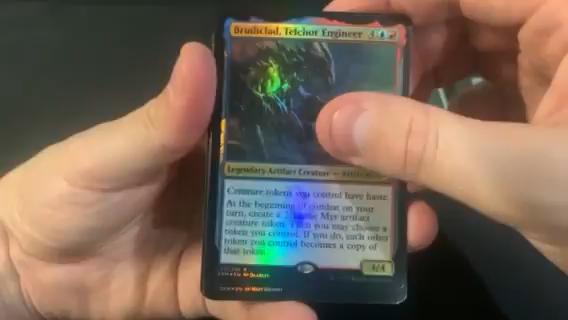 Brudiclad, Telchor Engineer 4
Legendary Artifact Creature —
Creature tokens you control have haste.
At the beginning of combat on your
turn, create a 2 Myr artifact
creature token. Then you may choose a
token you control. If you do, each other
token you control becomes a copy of
that token.
4/4